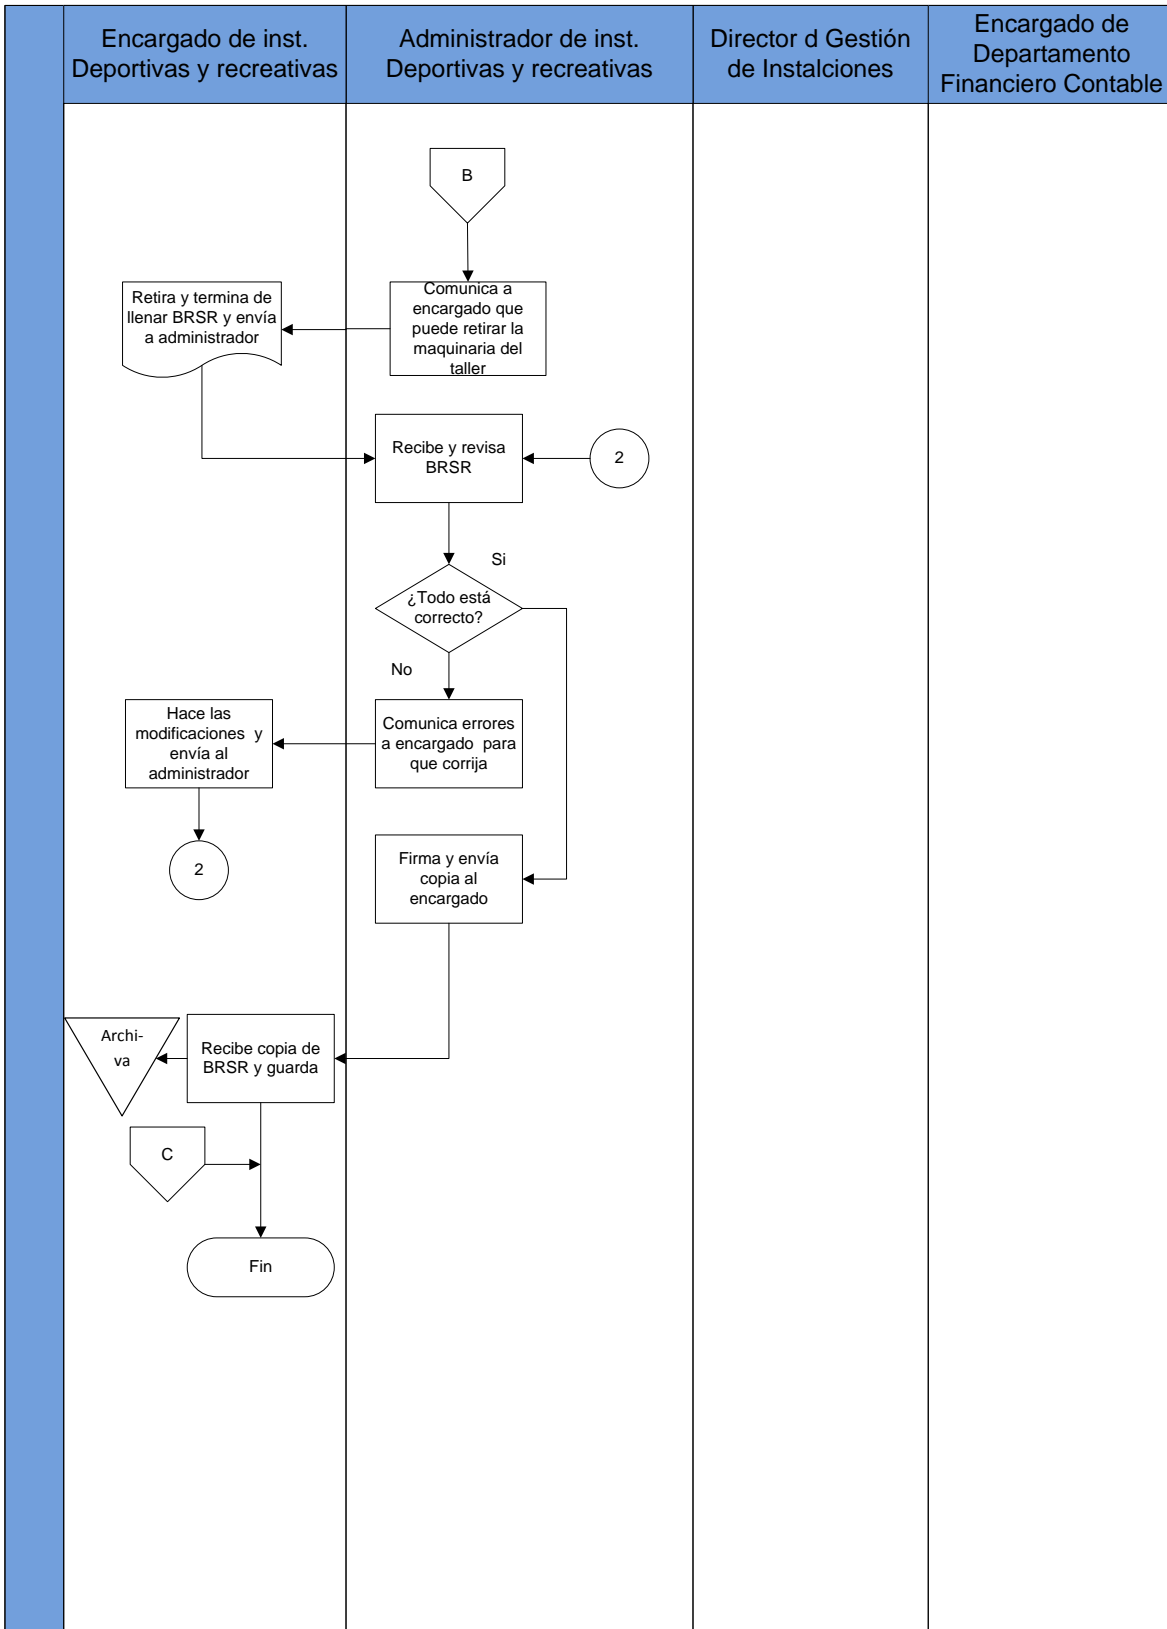 Encargado de inst.
Deportivas y recreativas
Administrador de inst.
Deportivas y recreativas
Director d Gestión
de Instalciones
Encargado de
Departamento
Financiero Contable
B
Retira y termina de
llenar BRSR y envía
a administrador
Comunica a
encargado que
puede retirar la
maquinaria del
taller
Recibe y revisa
BRSR
2
Si
¿Todo está
correcto?
No
Hace las
modificaciones y
envía al
administrador
Comunica errores
a encargado para
que corrija
2
Firma y envía
copia al
encargado
Archi-
va
Recibe copia de
BRSR y guarda
C
Fin